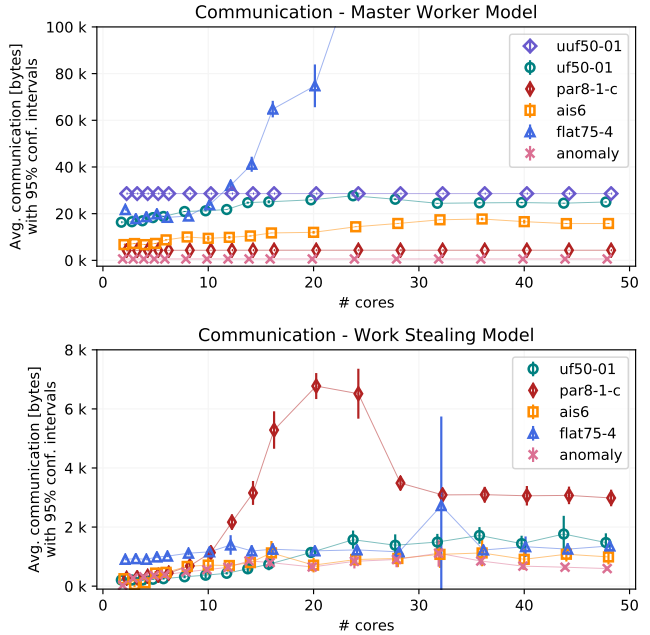 Communication - Master Worker Model
Avg. communication [bytes]
with 95% conf. intervals
100 k
80 k
60 k
40 k
20 k
0 k
uuf50-01
uf50-01
par8-1-c
ais6
flat75-4
anomaly
0 10 20 30 40 50
# cores
Communication - Work Stealing Model
Avg. communication [bytes]
with 95% conf. intervals
8 k
6 k
4 k
2 k
0 k
uf50-01
par8-1-c
ais6
flat75-4
anomaly
0 10 20 30 40 50
# cores